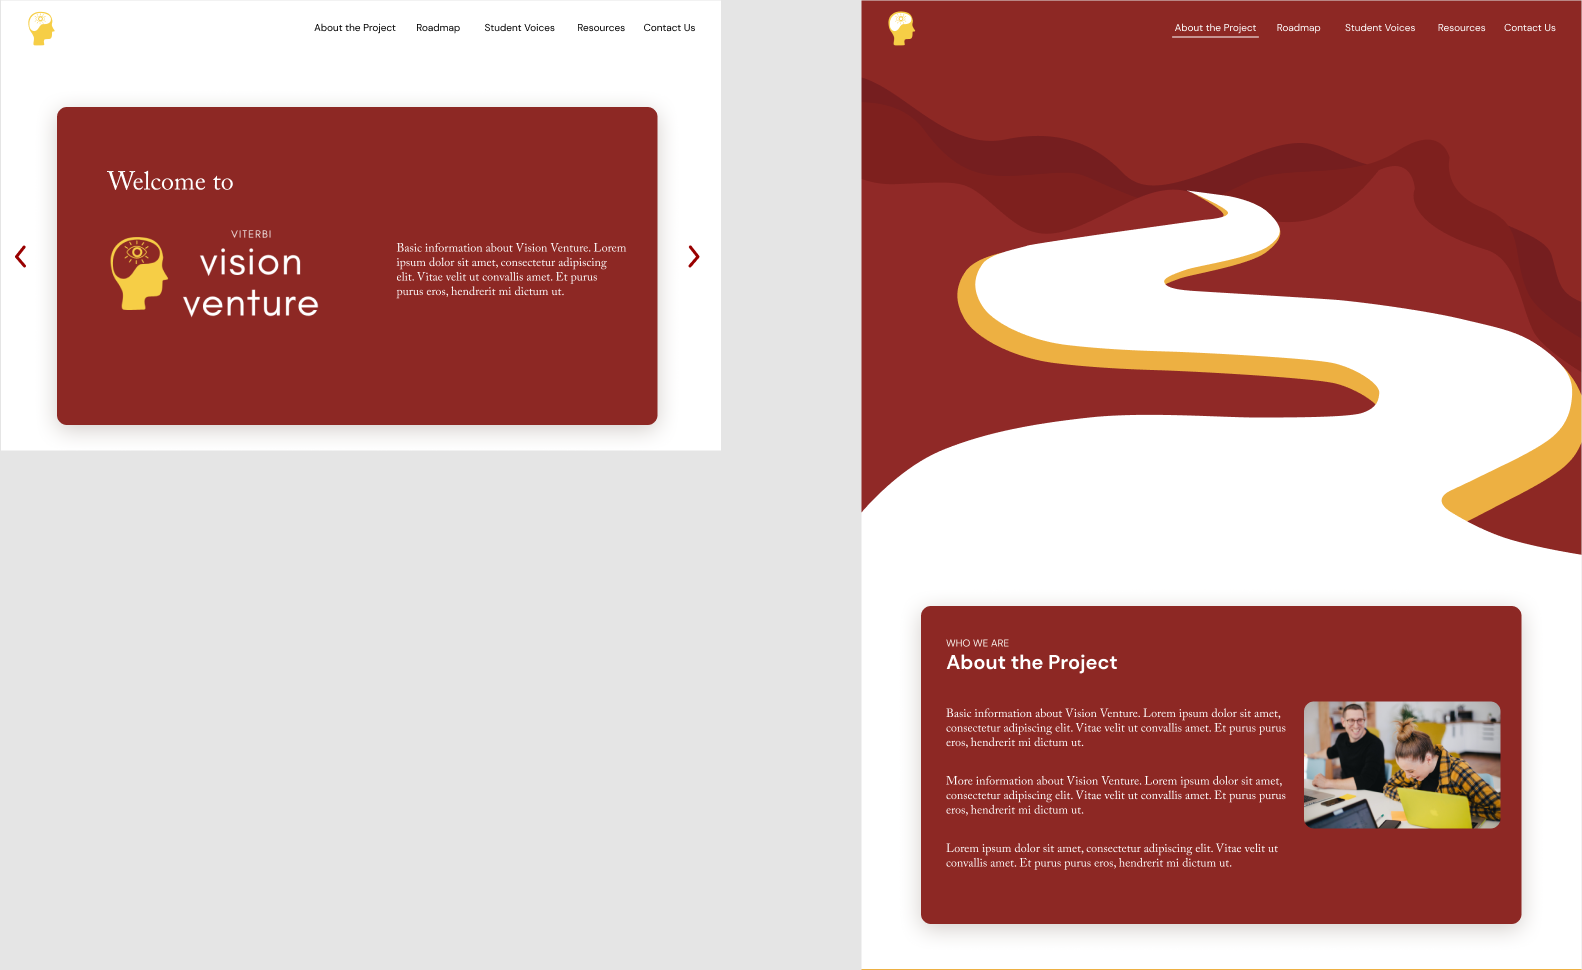 About the Project Roadmap Student Voices Resources Contact Us
Welcome to
VITERBI
vision
venture
Basic information about Vision Venture. Lorem
ipsum dolor sit amet, consectetur adipiscing
elit. Vitae velit ut convallis amet. Et purus
purus eros, hendrerit mi dictum ut.
About the Project Roadmap Student Voices Resources Contact Us
WHO WE ARE
About the Project
Basic information about Vision Venture. Lorem ipsum dolor sit amet,
consectetur adipiscing elit. Vitae velit ut convallis amet. Et purus purus
eros, hendrerit mi dictum ut.
More information about Vision Venture. Lorem ipsum dolor sit amet,
consectetur adipiscing elit. Vitae velit ut convallis amet. Et purus purus
eros, hendrerit mi dictum ut.
Lorem ipsum dolor sit amet, consectetur adipiscing elit. Vitae velit ut
convallis amet. Et purus purus eros, hendrerit mi dictum ut.